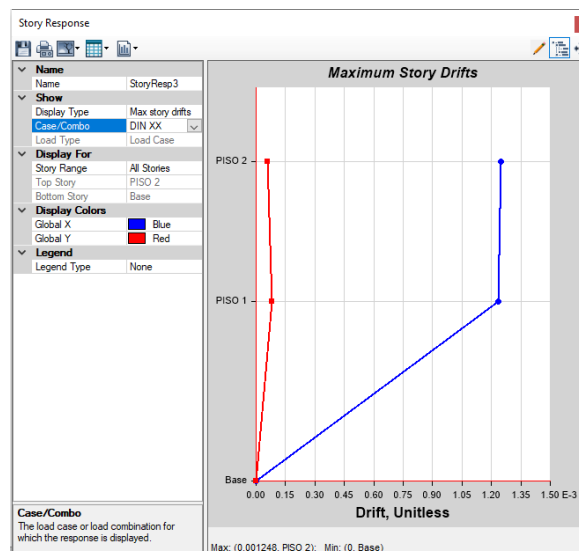 Story Response
Name
Name StoryResp3
Show
Display Type Max story drifts
Case/Combo DIN XX
Load Type Load Case
Display For
Story Range All Stories
Top Story PISO 2
Bottom Story Base
Display Colors
Global X Blue
Global Y Red
Legend
Legend Type None
Case/Combo
The load case or load combination for
which the response is displayed.
Maximum Story Drifts
PISO 2
PISO 1
Base
0.00 0.15 0.30 0.45 0.60 0.75 0.90 1.05 1.20 1.35 1.50 E-3
Drift, Unitless
Max: (0.001248, PISO 2); Min: (0, Base)